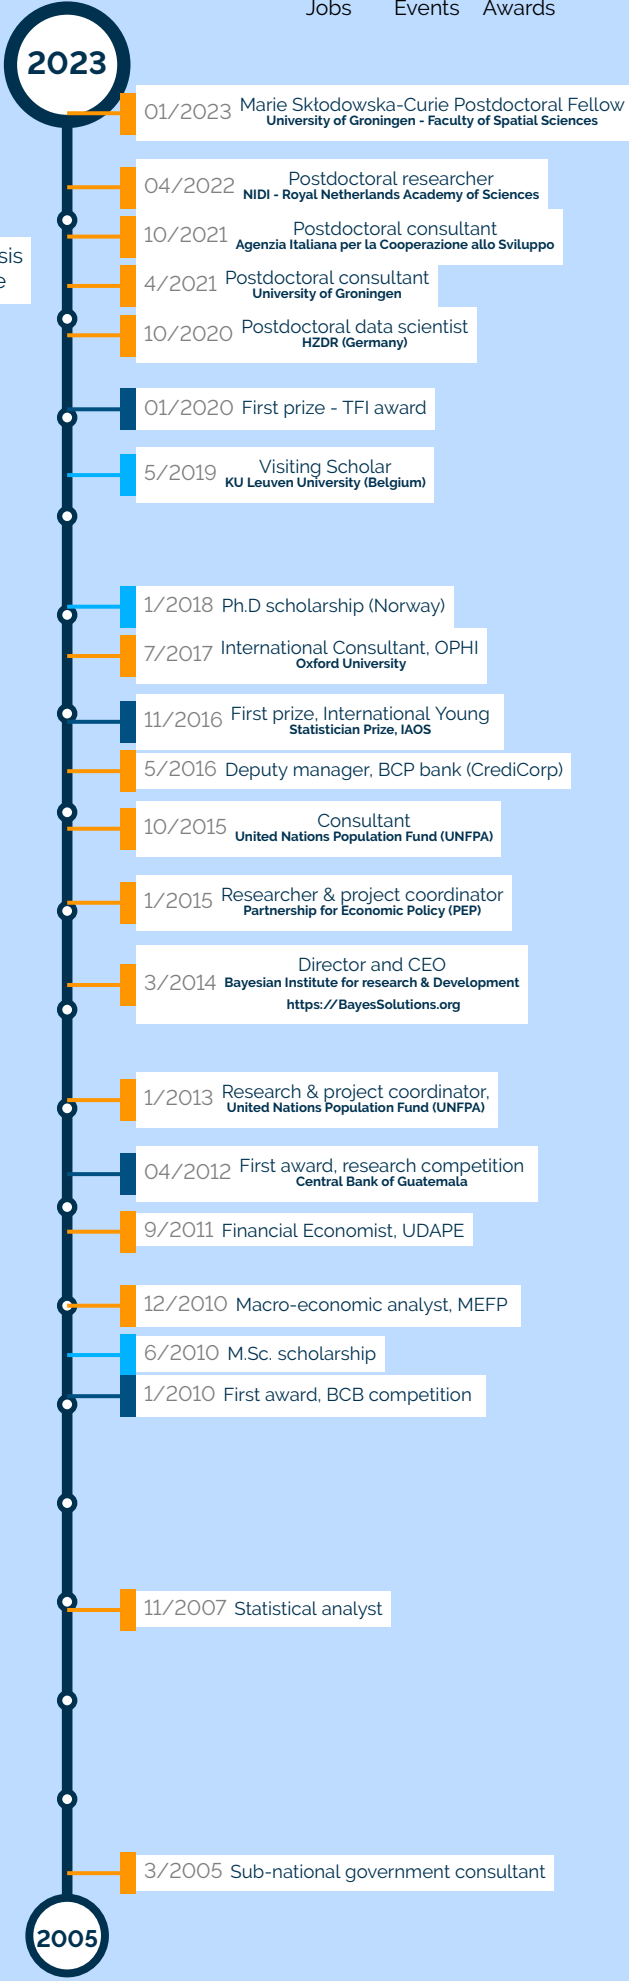 Jobs Events Awards
2023
01/2023 Marie Skłodowska-Curie Postdoctoral Fellow
University of Groningen - Faculty of Spatial Sciences
04/2022 Postdoctoral researcher
NIDI - Royal Netherlands Academy of Sciences
10/2021 Postdoctoral consultant
Agenzia Italiana per la Cooperazione allo Sviluppo
4/2021 Postdoctoral consultant
University of Groningen
10/2020 Postdoctoral data scientist
HZDR (Germany)
01/2020 First prize - TFI award
5/2019 Visiting Scholar
KU Leuven University (Belgium)
1/2018 Ph.D scholarship (Norway)
7/2017 International Consultant, OPHI
Oxford University
11/2016 First prize, International Young
Statistician Prize, IAOS
5/2016 Deputy manager, BCP bank (CrediCorp)
10/2015 Consultant
United Nations Population Fund (UNFPA)
1/2015 Researcher & project coordinator
Partnership for Economic Policy (PEP)
3/2014 Director and CEO
Bayesian Institute for research & Development
https://BayesSolutions.org
1/2013 Research & project coordinator,
United Nations Population Fund (UNFPA)
04/2012 First award, research competition
Central Bank of Guatemala
9/2011 Financial Economist, UDAPE
12/2010 Macro-economic analyst, MEFP
6/2010 M.Sc. scholarship
1/2010 First award, BCB competition
11/2007 Statistical analyst
3/2005 Sub-national government consultant
2005